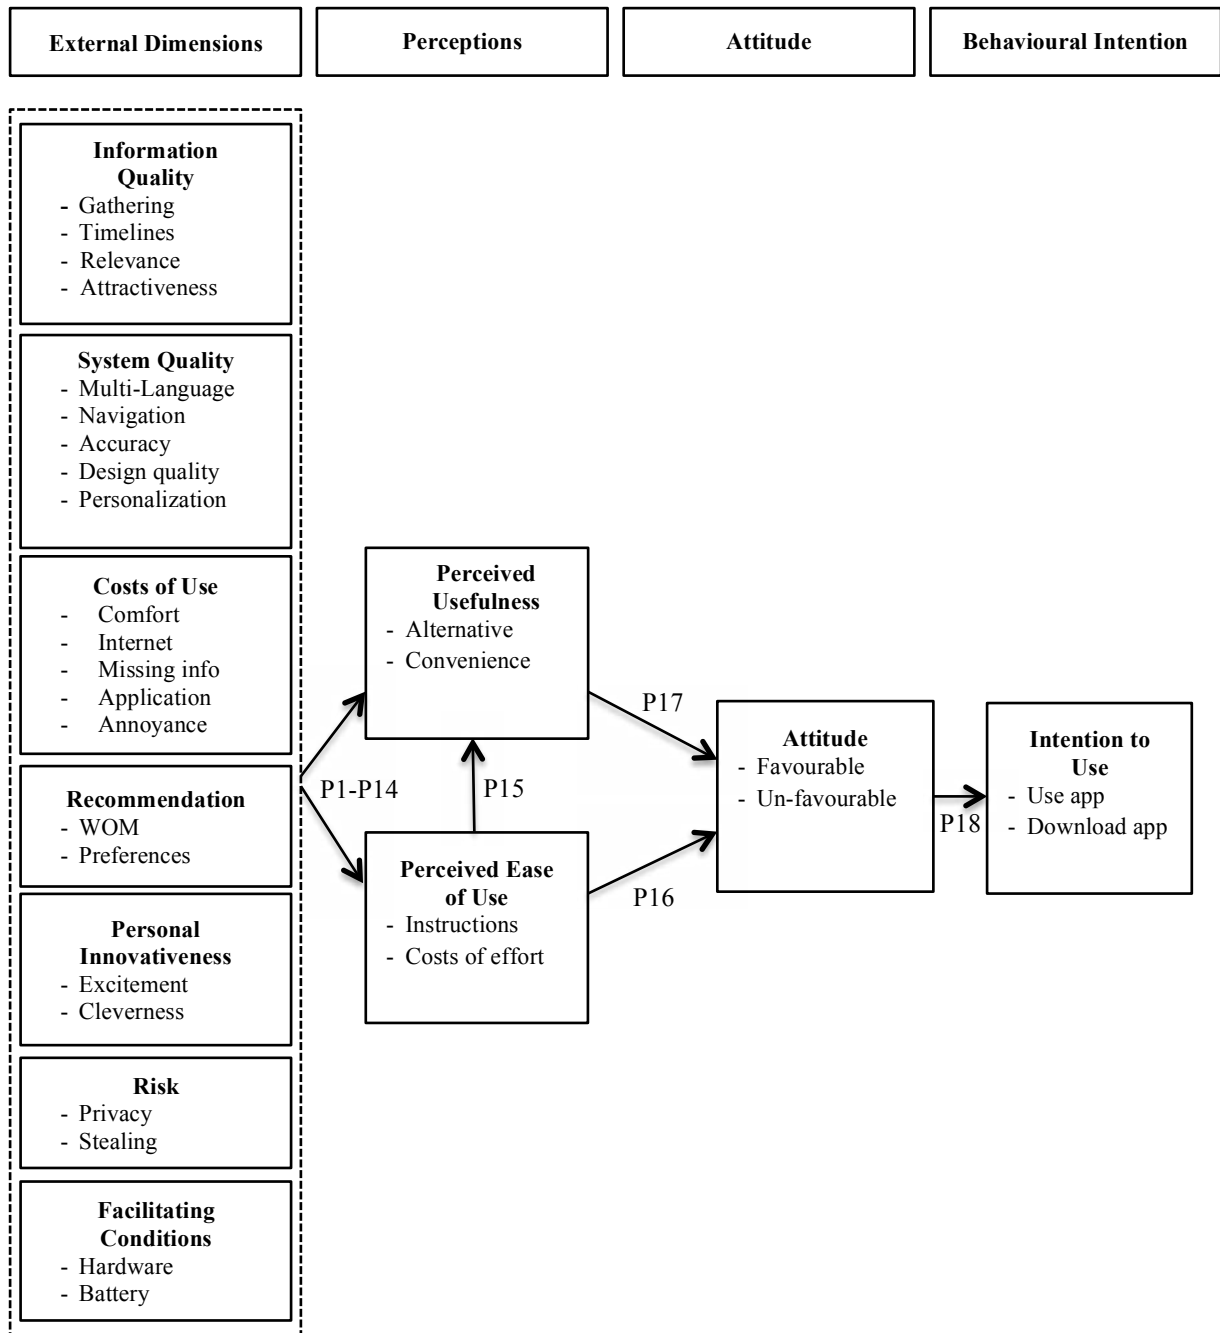 External Dimensions
Perceptions
Attitude
Behavioural Intention
Information
Quality
- Gathering
- Timelines
- Relevance
- Attractiveness
System Quality
- Multi-Language
- Navigation
- Accuracy
- Design quality
- Personalization
Costs of Use
- Comfort
- Internet
- Missing info
- Application
- Annoyance
Recommendation
- WOM
- Preferences
Personal
Innovativeness
- Excitement
- Cleverness
Risk
- Privacy
- Stealing
Facilitating
Conditions
- Hardware
- Battery
P1-P14
Perceived
Usefulness
- Alternative
- Convenience
P15
Perceived Ease
of Use
- Instructions
- Costs of effort
P17
P16
Attitude
- Favourable
- Un-favourable
P18
Intention to
Use
- Use app
- Download app